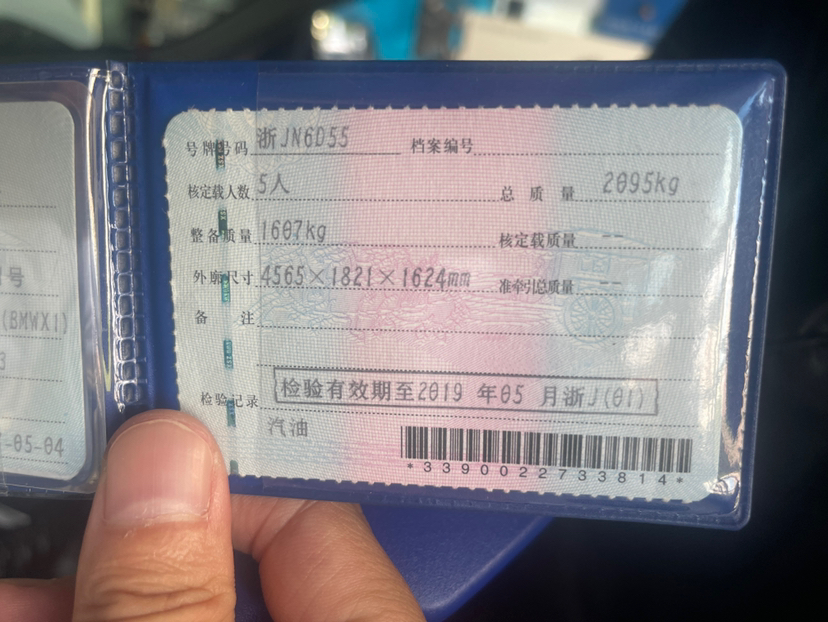 号牌号码 浙JN6D55 档案编号
核定载人数 5人 总质量 2095kg
整备质量 1607kg 核定载质量 --
外廓尺寸 4565×1821×1624mm 准牵引总质量 --
备注
检验记录 检验有效期至2019 年05 月浙J(01)
汽油
*3390022733814*
号
(BMWX1)
3
-05-04